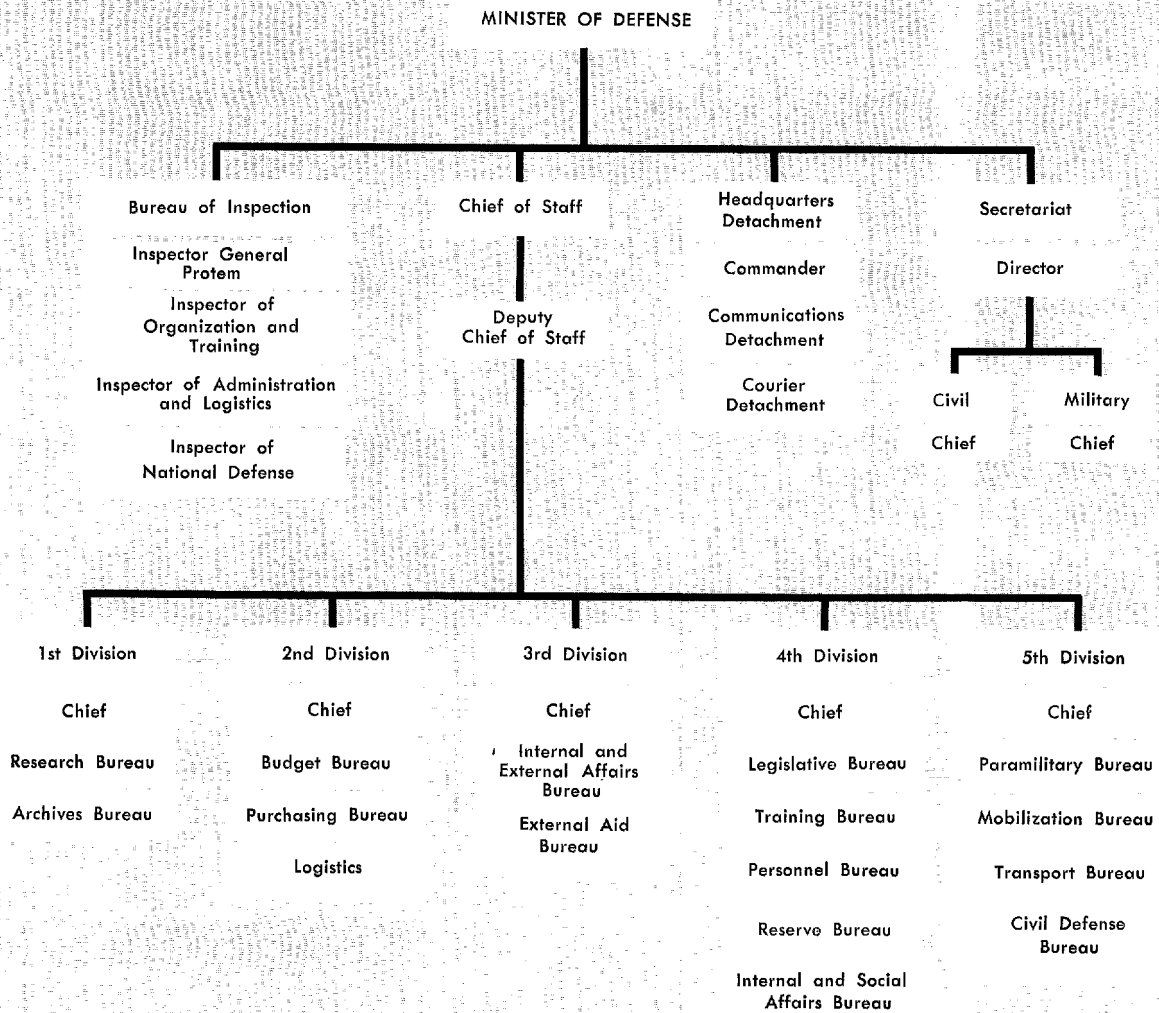 MINISTER OF DEFENSE
Bureau of Inspection
Inspector General
Protem
Inspector of
Organization and
Training
Inspector of Administration
and Logistics
Inspector of
National Defense
Chief of Staff
Deputy
Chief of Staff
Headquarters
Detachment
Commander
Communications
Detachment
Courier
Detachment
Secretariat
Director
Civil
Chief
Military
Chief
1st Division
Chief
Research Bureau
Archives Bureau
2nd Division
Chief
Budget Bureau
Purchasing Bureau
Logistics
3rd Division
Chief
Internal and
External Affairs
Bureau
External Aid
Bureau
4th Division
Chief
Legislative Bureau
Training Bureau
Personnel Bureau
Reserve Bureau
Internal and Social
Affairs Bureau
5th Division
Chief
Paramilitary Bureau
Mobilization Bureau
Transport Bureau
Civil Defense
Bureau